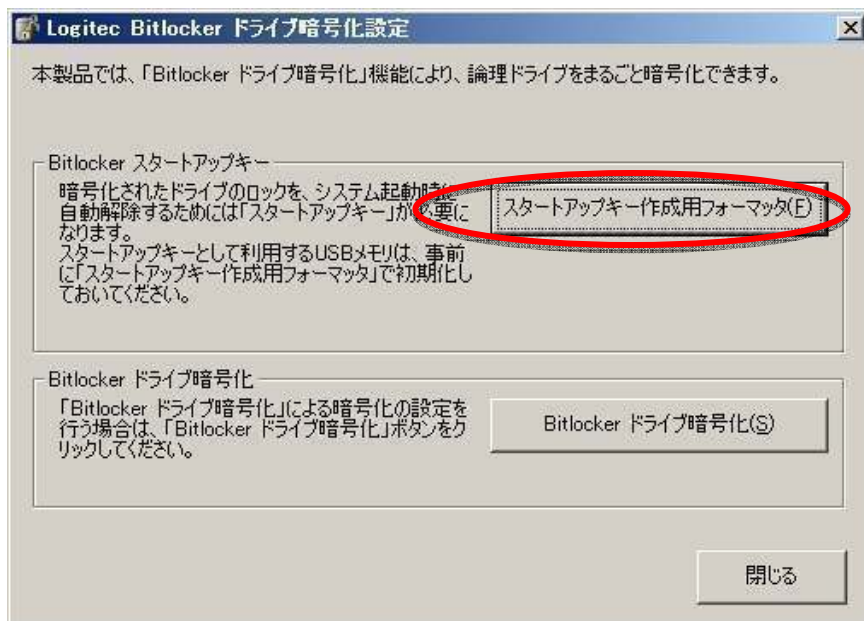 Logitec Bitlocker ドライブ暗号化設定
本製品では、「Bitlocker ドライブ暗号化」機能により、論理ドライブをまるごと暗号化できます。
Bitlocker スタートアップキー
暗号化されたドライブのロックを、システム起動時に
自動解除するためには「スタートアップキー」が必要に
なります。
スタートアップキーとして利用するUSBメモリは、事前
に「スタートアップキー作成用フォーマッタ」で初期化し
ておいてください。
スタートアップキー作成用フォーマッタ(F)
Bitlocker ドライブ暗号化
「Bitlocker ドライブ暗号化」による暗号化の設定を
行う場合は、「Bitlocker ドライブ暗号化」ボタンをク
リックしてください。
Bitlocker ドライブ暗号化(S)
閉じる